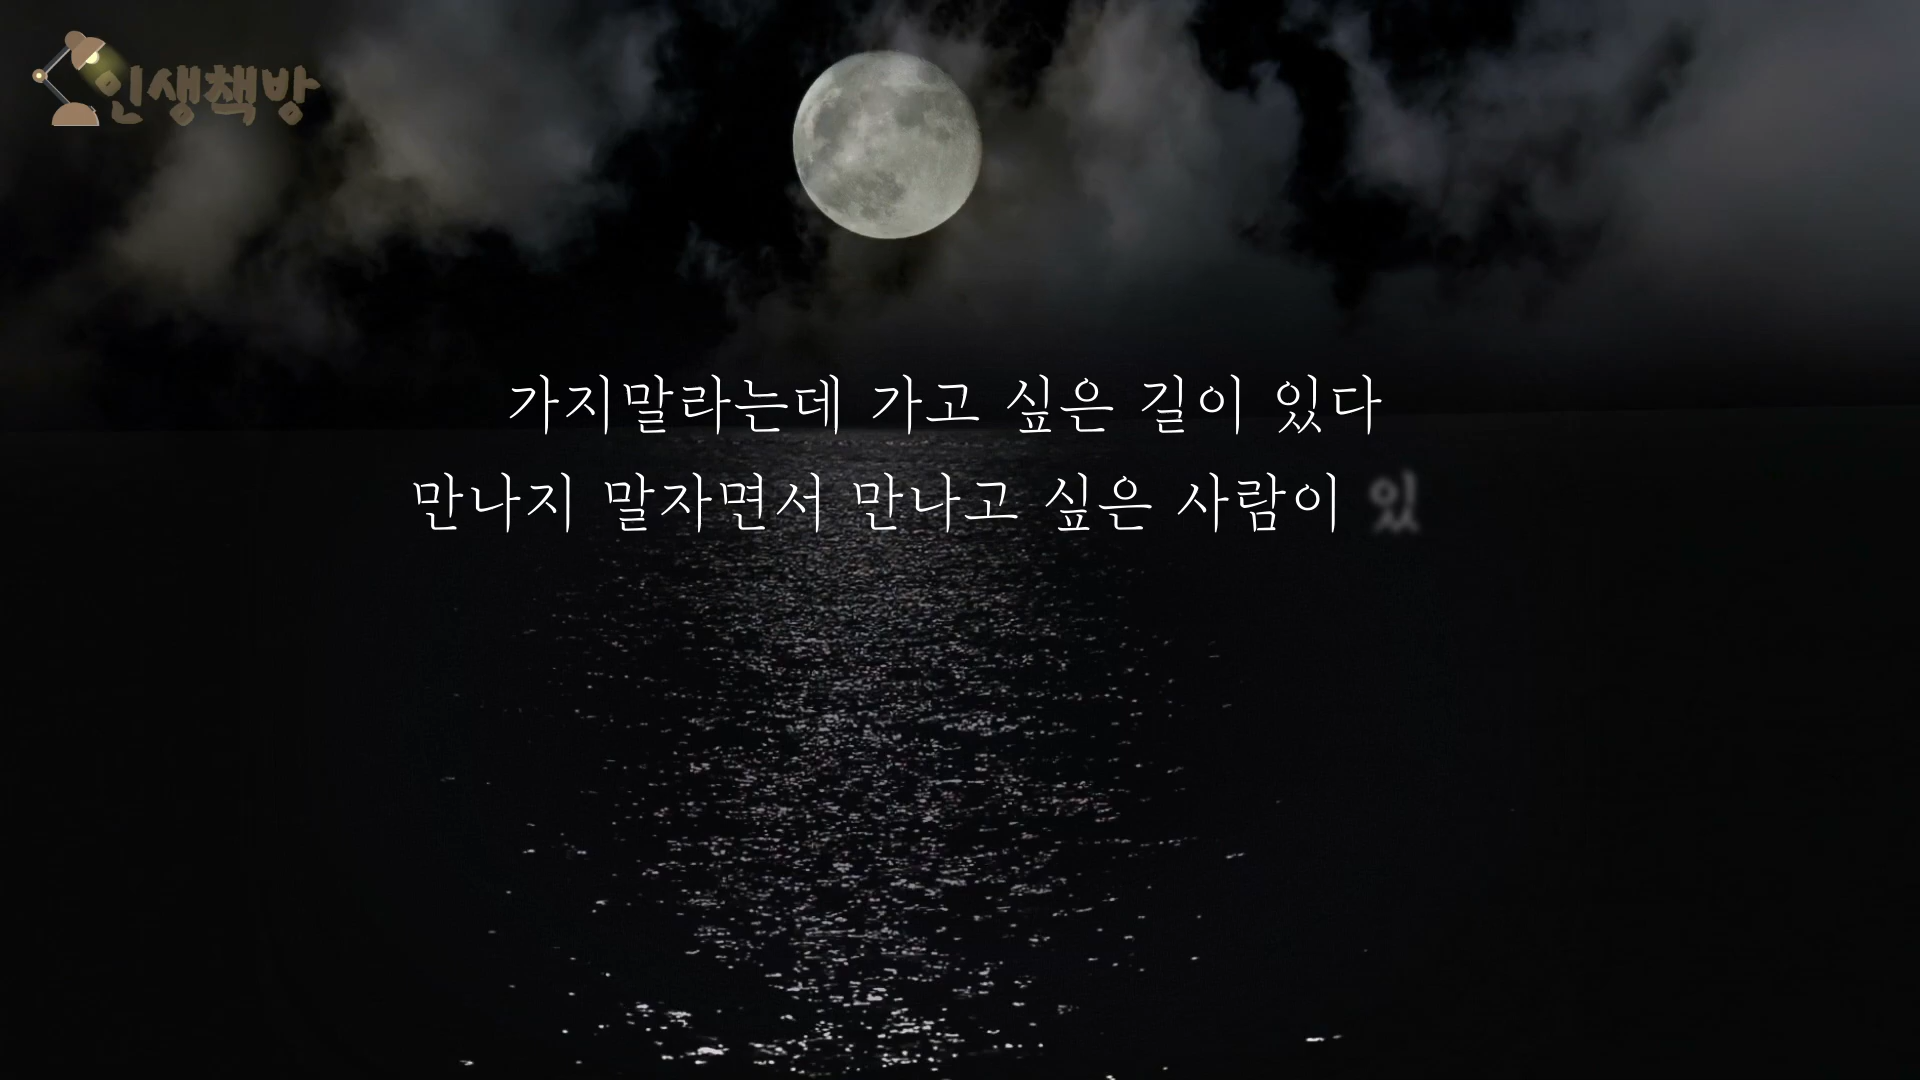 인생책방
가지말라는데 가고 싶은 길이 있다
만나지 말자면서 만나고 싶은 사람이 있